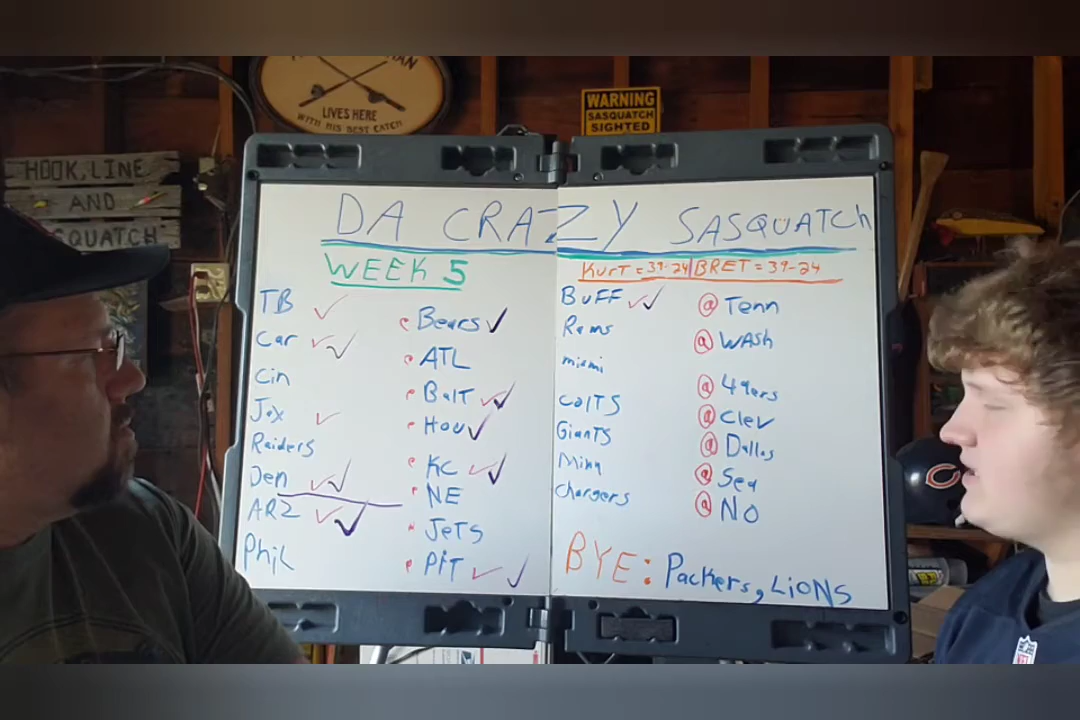 LIVES HERE
WITH HIS BEST CATCH
WARNING
SASQUATCH
SIGHTED
HOOK, LINE
AND
SQUATCH
DA CRAZY SASQUATCH
WEEK 5
KURT = 39-24 | BRET = 39-24
TB
Bears
Car
ATL
Cin
BalT
Jax
HOU
Raiders
KC
Den
NE
ARZ
JeTS
Phil
PiT
BUFF @ Tenn
Rams @ WAsh
miami @ 49ers
ColTS @ Clev
GianTS @ Dallas
Minn @ Sea
Chargers @ NO
BYE: Packers, LiONS